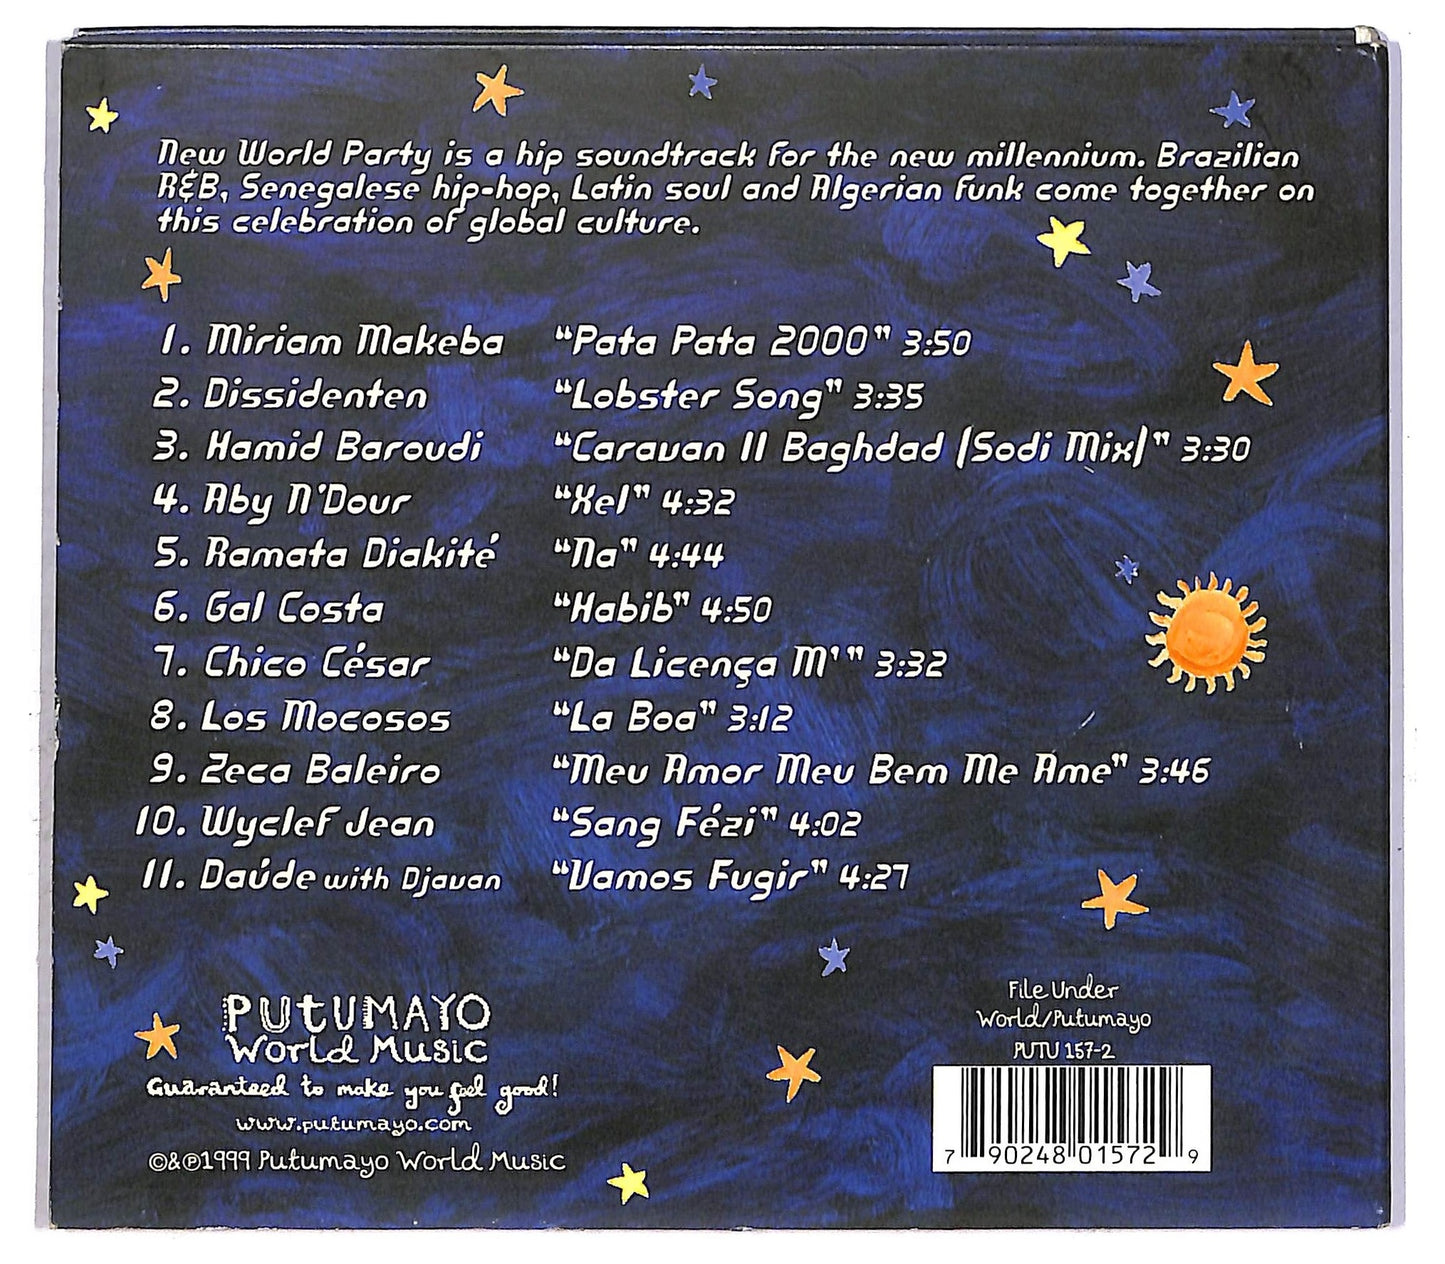 New World Party is a hip soundtrack for the new millennium. Brazilian
R&B, Senegalese hip-hop, Latin soul and Algerian funk come together on
this celebration of global culture.
1. Miriam Makeba “Pata Pata 2000” 3:50
2. Dissidenten “Lobster Song” 3:35
3. Hamid Baroudi “Caravan II Baghdad (Sodi Mix)” 3:30
4. Aby N'Dour “Xel” 4:32
5. Ramata Diakité “Na” 4:44
6. Gal Costa “Habib” 4:50
7. Chico César “Da Licença M'” 3:32
8. Los Mocosos “La Boa” 3:12
9. Zeca Baleiro “Meu Amor Meu Bem Me Ame” 3:46
10. Wyclef Jean “Sang Fézi” 4:02
11. Daúde with Djavan “Vamos Fugir” 4:27
PUTUMAYO
World Music
Guaranteed to make you feel good!
www.putumayo.com
©&℗1999 Putumayo World Music
File Under
World/Putumayo
PUTU 157-2
7 90248 01572 9